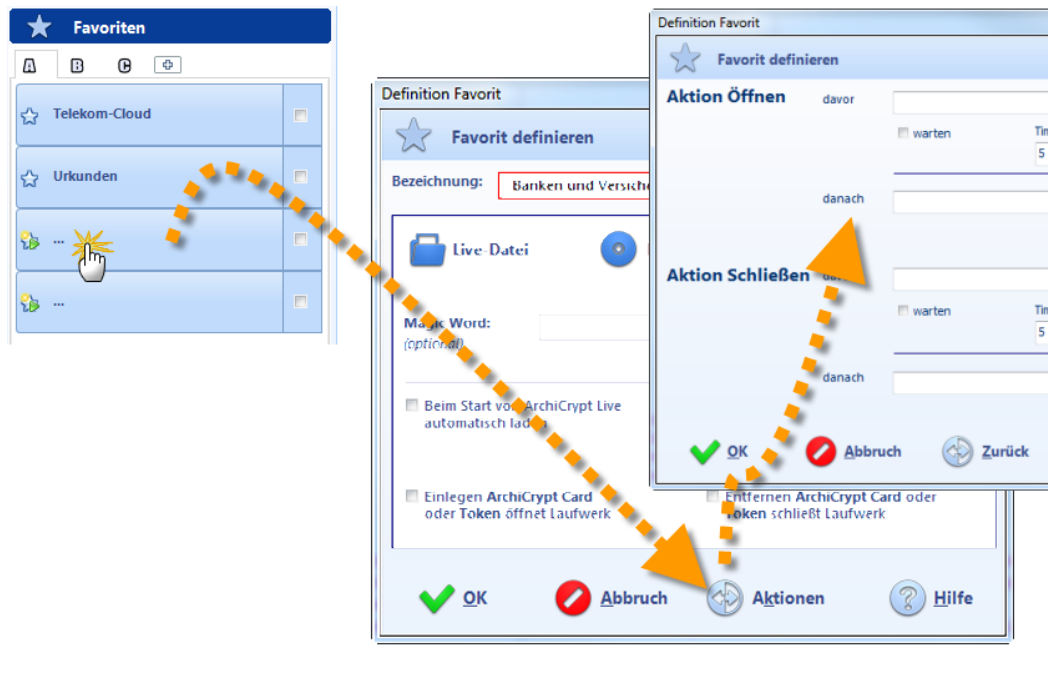 Favoriten
A B C
Telekom-Cloud
Urkunden
...
...
Definition Favorit
Favorit definieren
Bezeichnung:
Banken und
Live-Datei
Magic Word:
(optional)
Beim Start von ArchiCrypt Live
automatisch laden
Einlegen ArchiCrypt Card
oder Token öffnet Laufwerk
Entfernen ArchiCrypt Card oder
Token schließt Laufwerk
OK
Abbruch
Aktionen
Hilfe
Definition Favorit
Favorit definieren
Aktion Öffnen
davor
warten
5
danach
Aktion Schließen
warten
5
danach
OK
Abbruch
Zurück